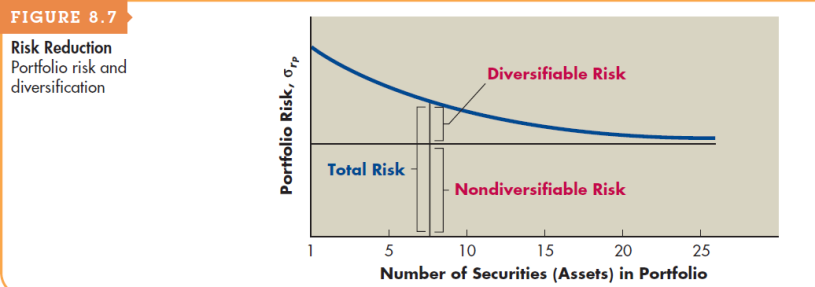 FIGURE 8.7
Risk Reduction
Portfolio risk and
diversification
Portfolio Risk, σrp
Diversifiable Risk
Total Risk
Nondiversifiable Risk
1 5 10 15 20 25
Number of Securities (Assets) in Portfolio